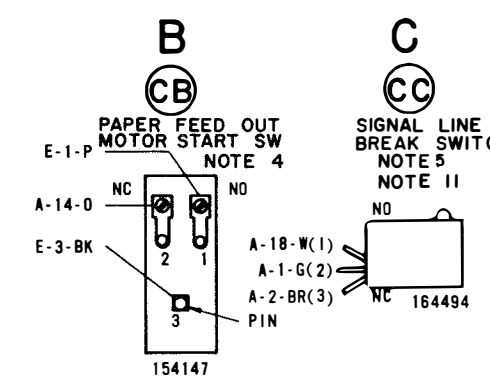 B
CB
PAPER FEED OUT
MOTOR START SW
NOTE 4
E-1-P
NC
NO
A-14-O
E-3-BK
2
1
3
PIN
154147
C
CC
SIGNAL LINE
BREAK SWITC
NOTE 5
NOTE 11
NO
A-18-W(1)
A-1-G(2)
A-2-BR(3)
NC
164494